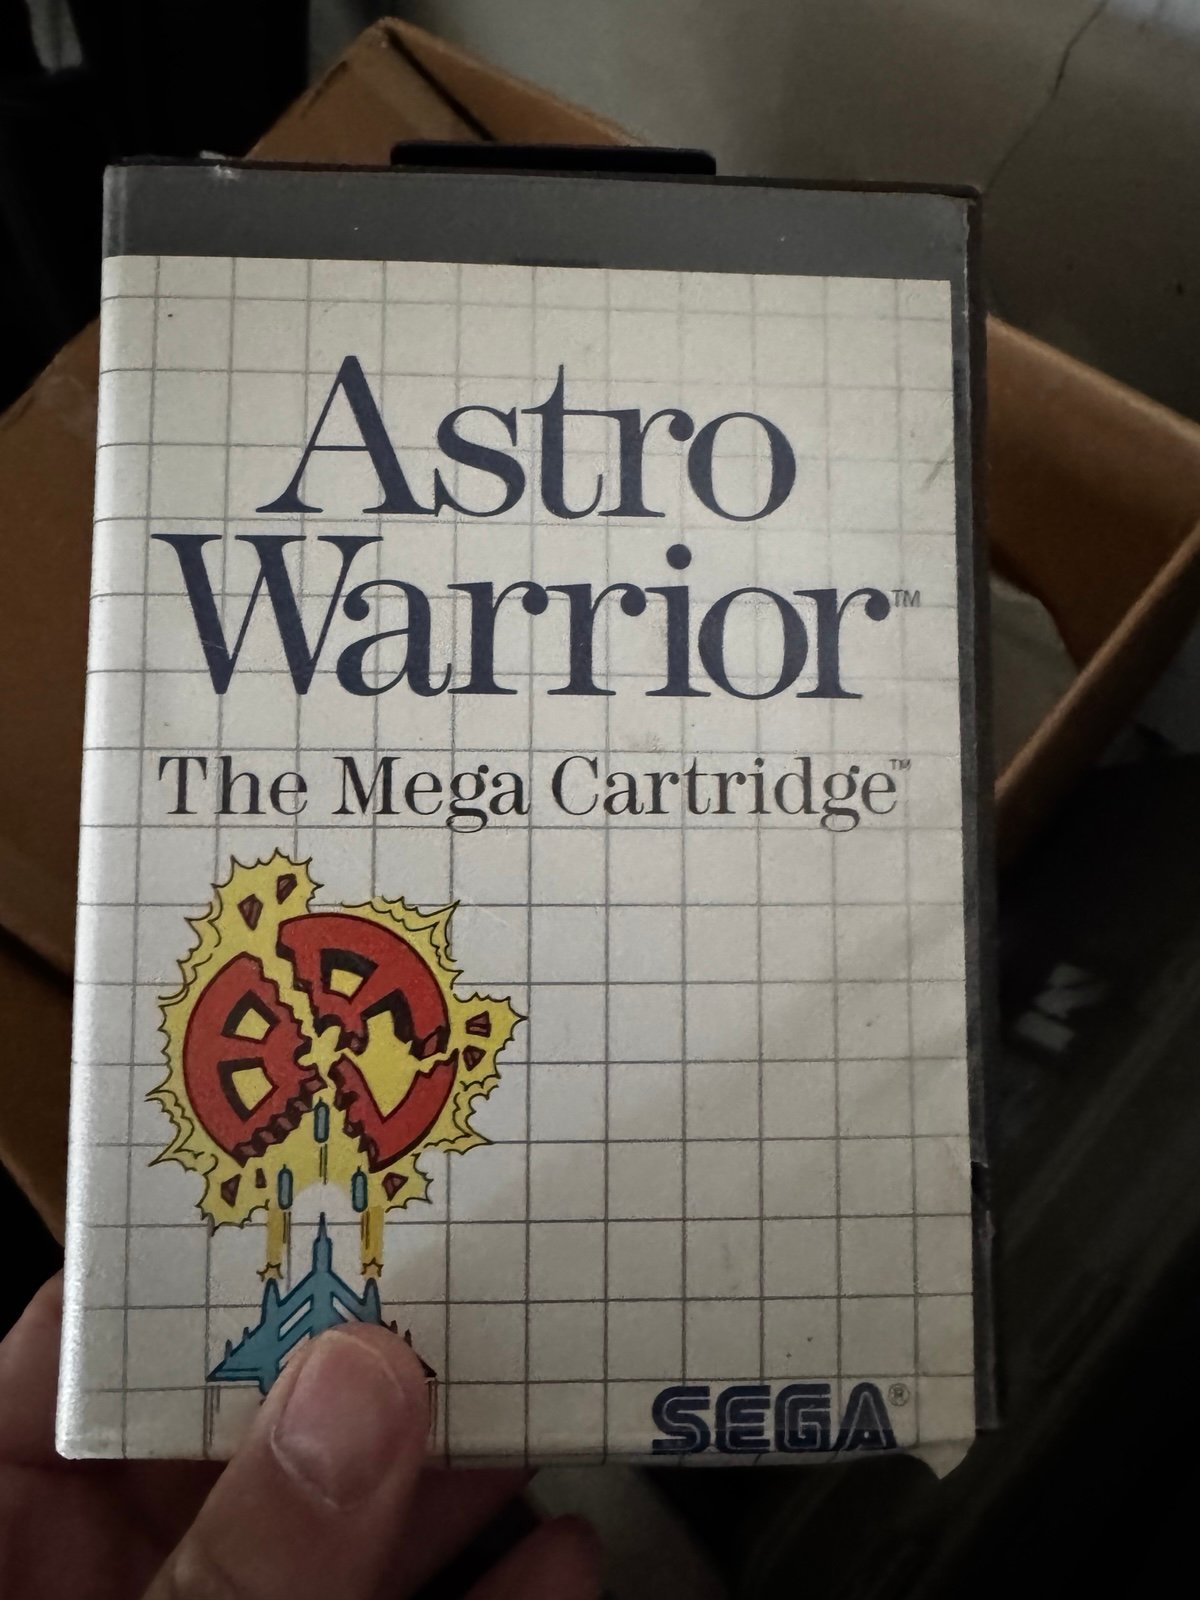 Astro
Warrior™
The Mega Cartridge™
SEGA®